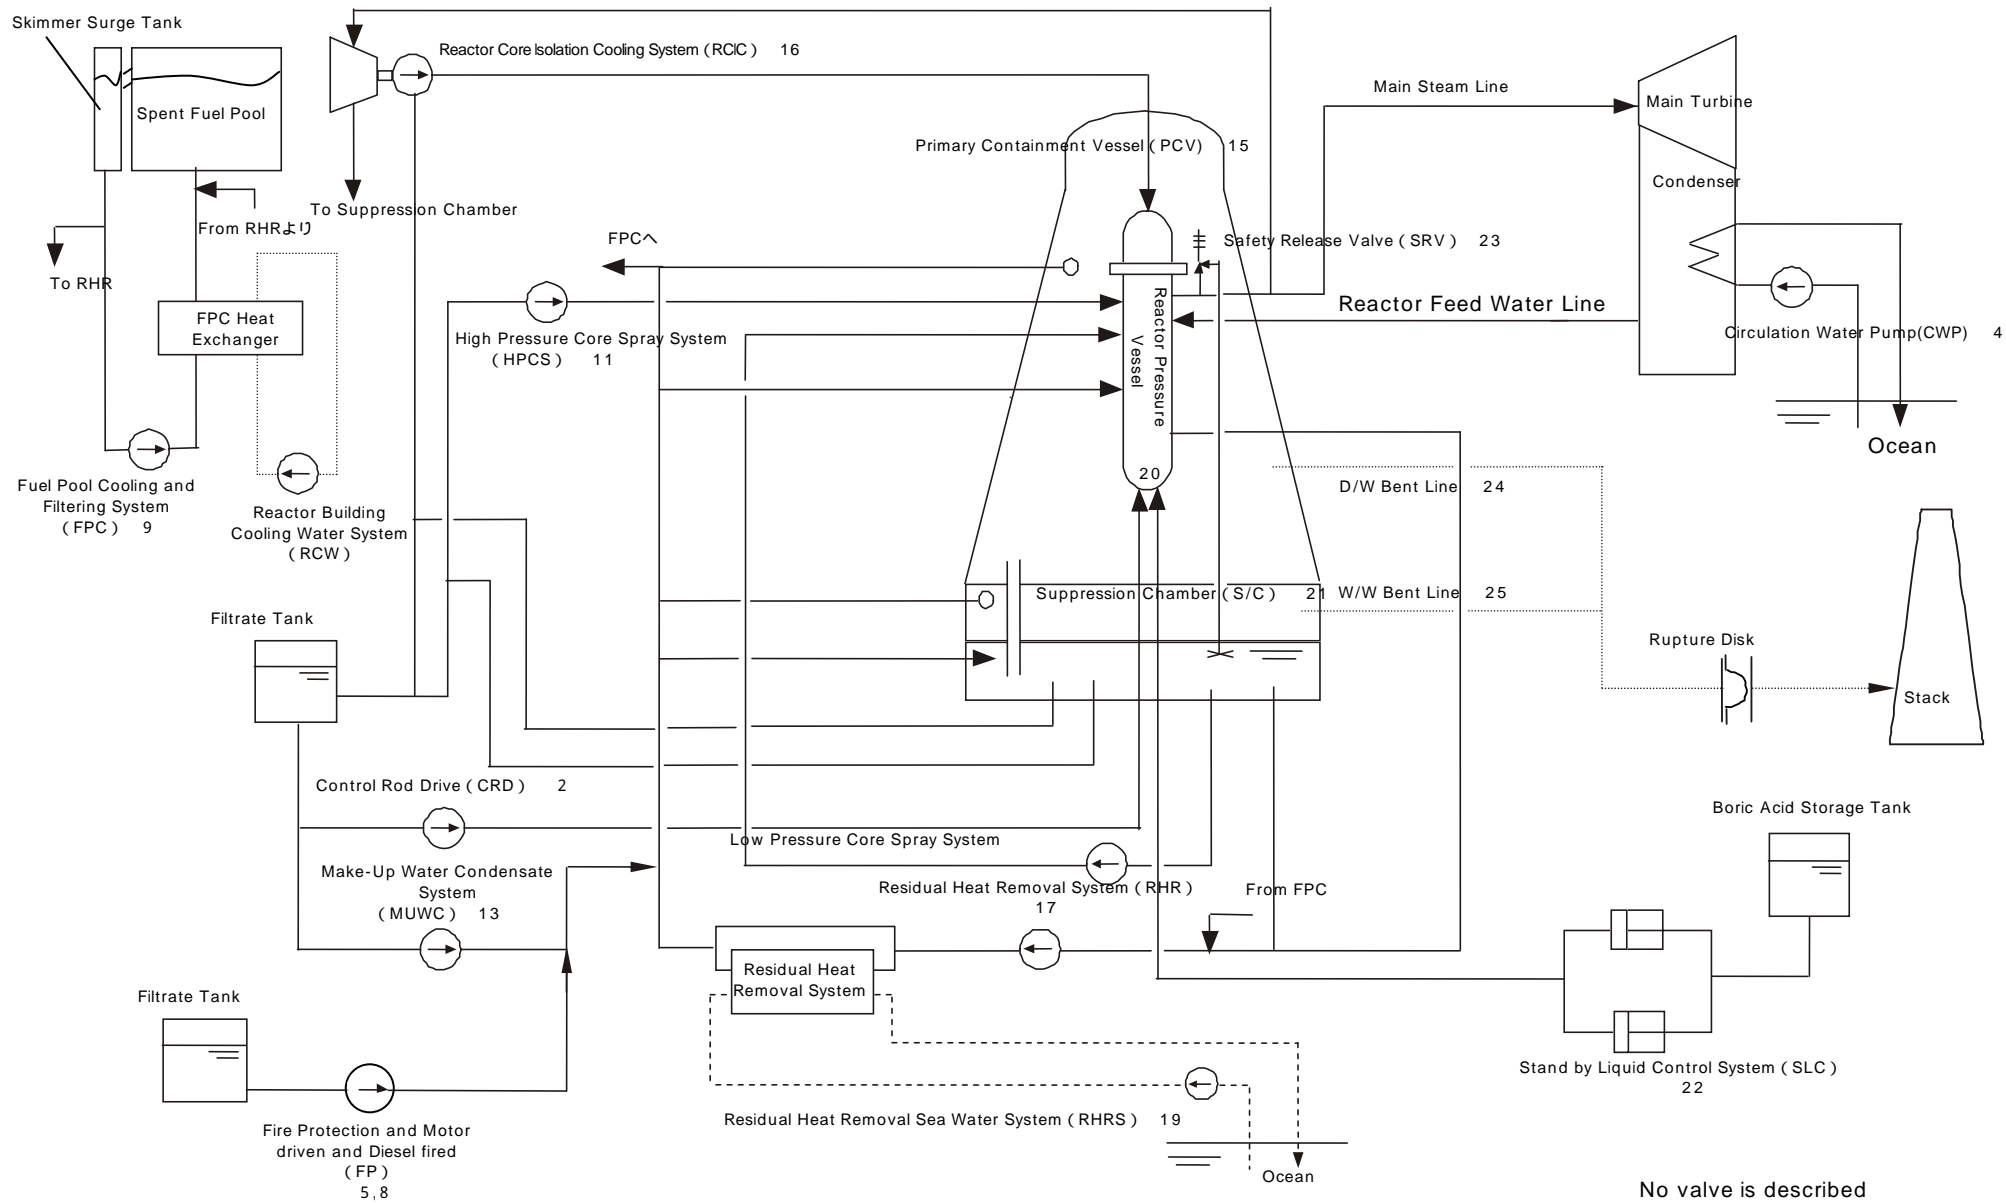 Skimmer Surge Tank
Reactor Core Isolation Cooling System (RCIC) 16
Main Steam Line
Main Turbine
Spent Fuel Pool
Primary Containment Vessel (PCV) 15
Condenser
To Suppression Chamber
From RHRより
FPCへ
Safety Release Valve (SRV) 23
To RHR
Reactor Pressure
Vessel
Reactor Feed Water Line
FPC Heat
Exchanger
High Pressure Core Spray System
(HPCS) 11
Circulation Water Pump(CWP) 4
Ocean
20
Fuel Pool Cooling and
Filtering System
(FPC) 9
D/W Bent Line 24
Reactor Building
Cooling Water System
(RCW)
Suppression Chamber (S/C) 21
W/W Bent Line 25
Filtrate Tank
Rupture Disk
Stack
Control Rod Drive (CRD) 2
Boric Acid Storage Tank
Low Pressure Core Spray System
Make-Up Water Condensate
System
(MUWC) 13
Residual Heat Removal System (RHR)
17
From FPC
Residual Heat
Removal System
Filtrate Tank
Stand by Liquid Control System (SLC)
22
Residual Heat Removal Sea Water System (RHRS) 19
Fire Protection and Motor
driven and Diesel fired
(FP)
5,8
Ocean
No valve is described